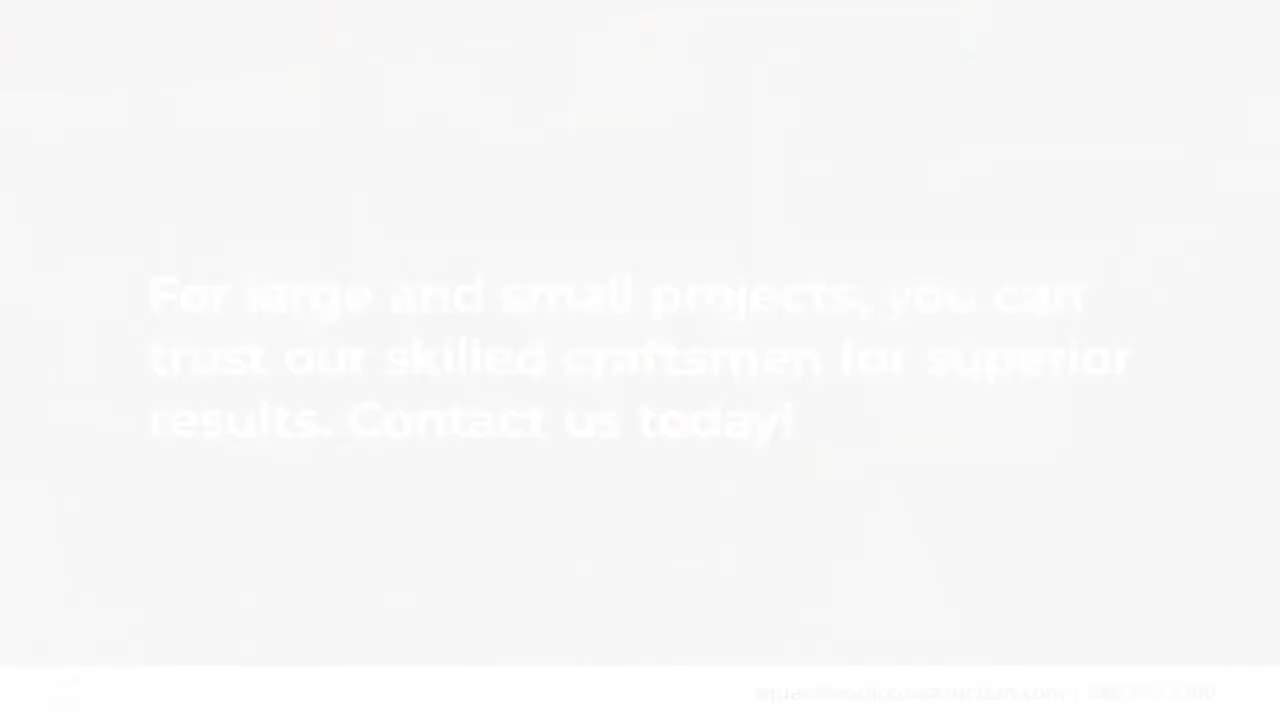 For large and small projects, you can
trust our skilled craftsmen for superior
results. Contact us today!